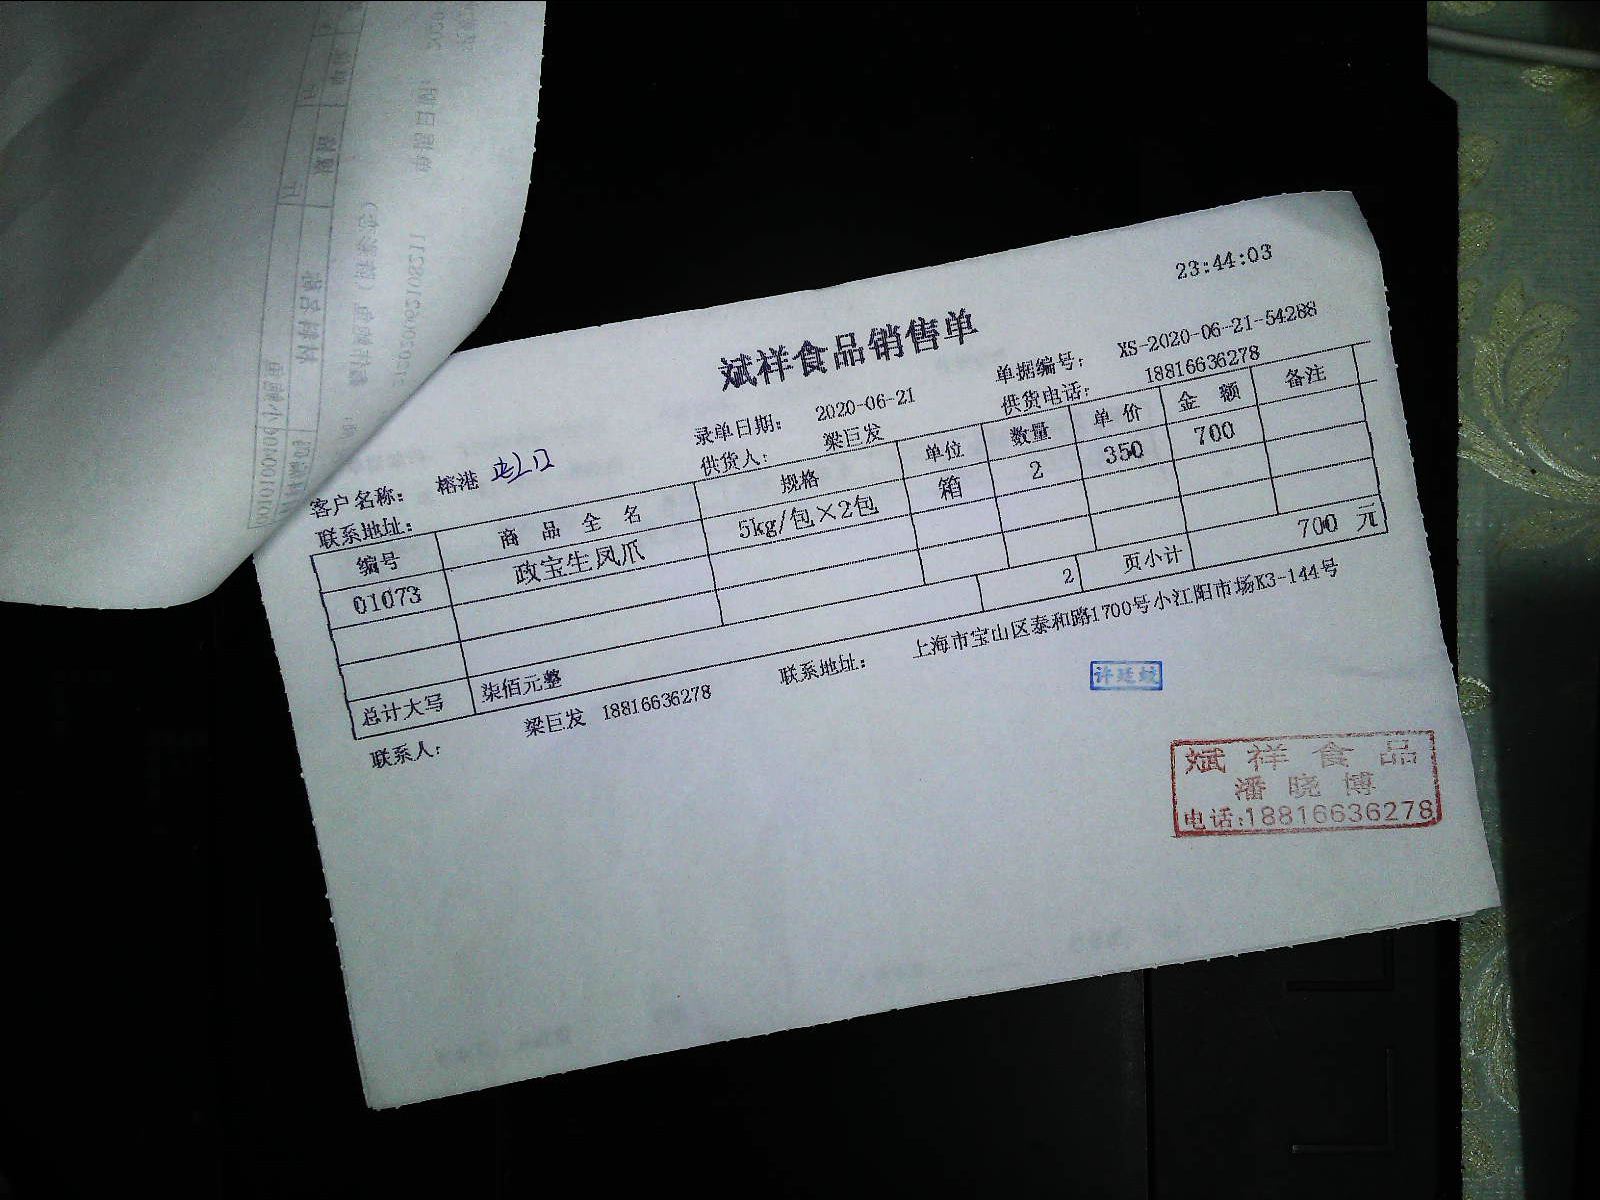 23:44:03
斌祥食品销售单
录单日期： 2020-06-21 单据编号： XS-2020-06-21-54288
客户名称： 榕港 供货人： 梁巨发 供货电话： 18816636278
联系地址：
编号 商品全名 规格 单位 数量 单价 金额 备注
01073 政宝生凤爪 5kg/包×2包 箱 2 350 700
总计大写 柒佰元整 2 页小计 700 元
联系人： 梁巨发 18816636278 联系地址： 上海市宝山区泰和路1700号小江阳市场K3-144号
斌祥食品
潘晓博
电话:18816636278